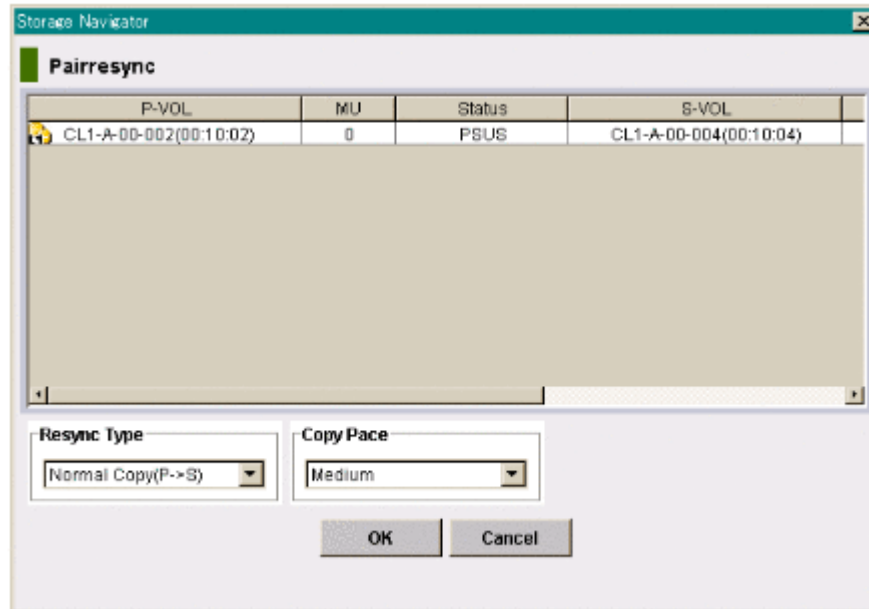 Storage Navigator
Pairresync
P-VOL MU Status S-VOL
CL1-A-00-002(00:10:02) 0 PSUS CL1-A-00-004(00:10:04)
Resync Type Copy Pace
Normal Copy(P->S) Medium
OK Cancel